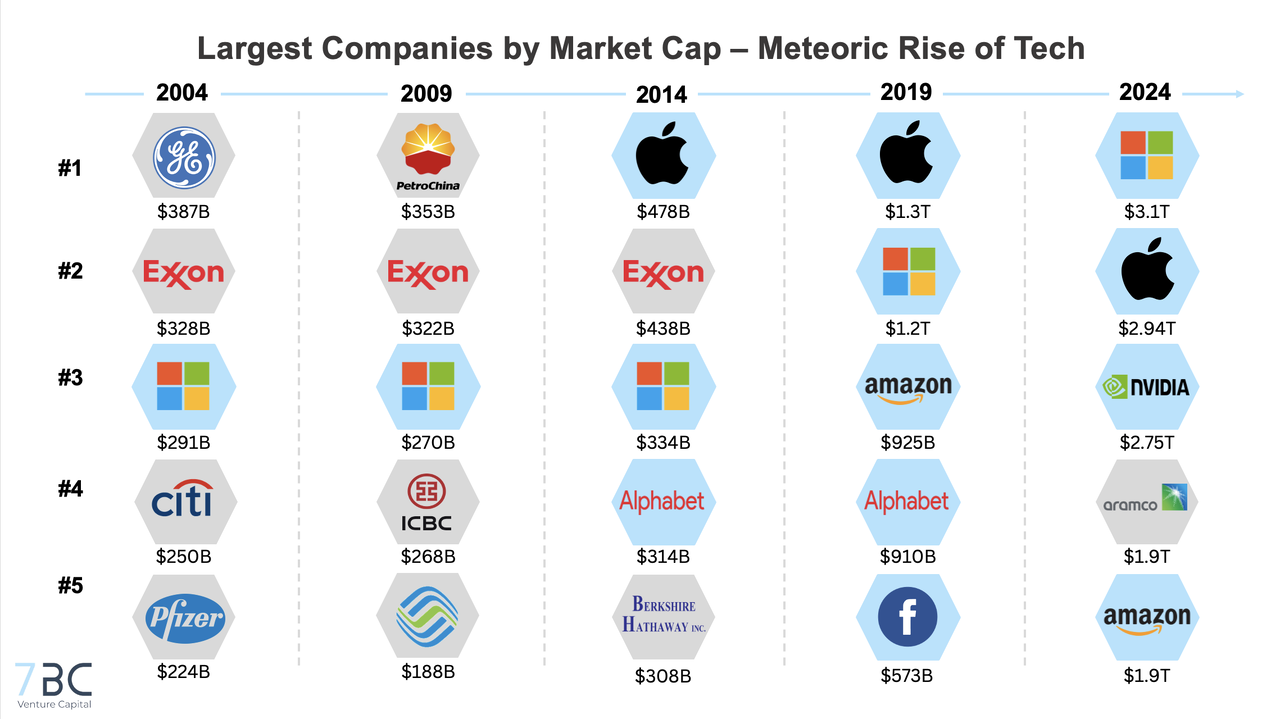 Largest Companies by Market Cap – Meteoric Rise of Tech
2004 2009 2014 2019 2024
#1
GE
PetroChina
$387B $353B $478B $1.3T $3.1T
#2
Exxon Exxon Exxon
$328B $322B $438B $1.2T $2.94T
#3
amazon NVIDIA
$291B $270B $334B $925B $2.75T
#4
citi ICBC Alphabet Alphabet aramco
$250B $268B $314B $910B $1.9T
#5
Pfizer
BERKSHIRE
HATHAWAY INC.
f amazon
$224B $188B $308B $573B $1.9T
7BC
Venture Capital